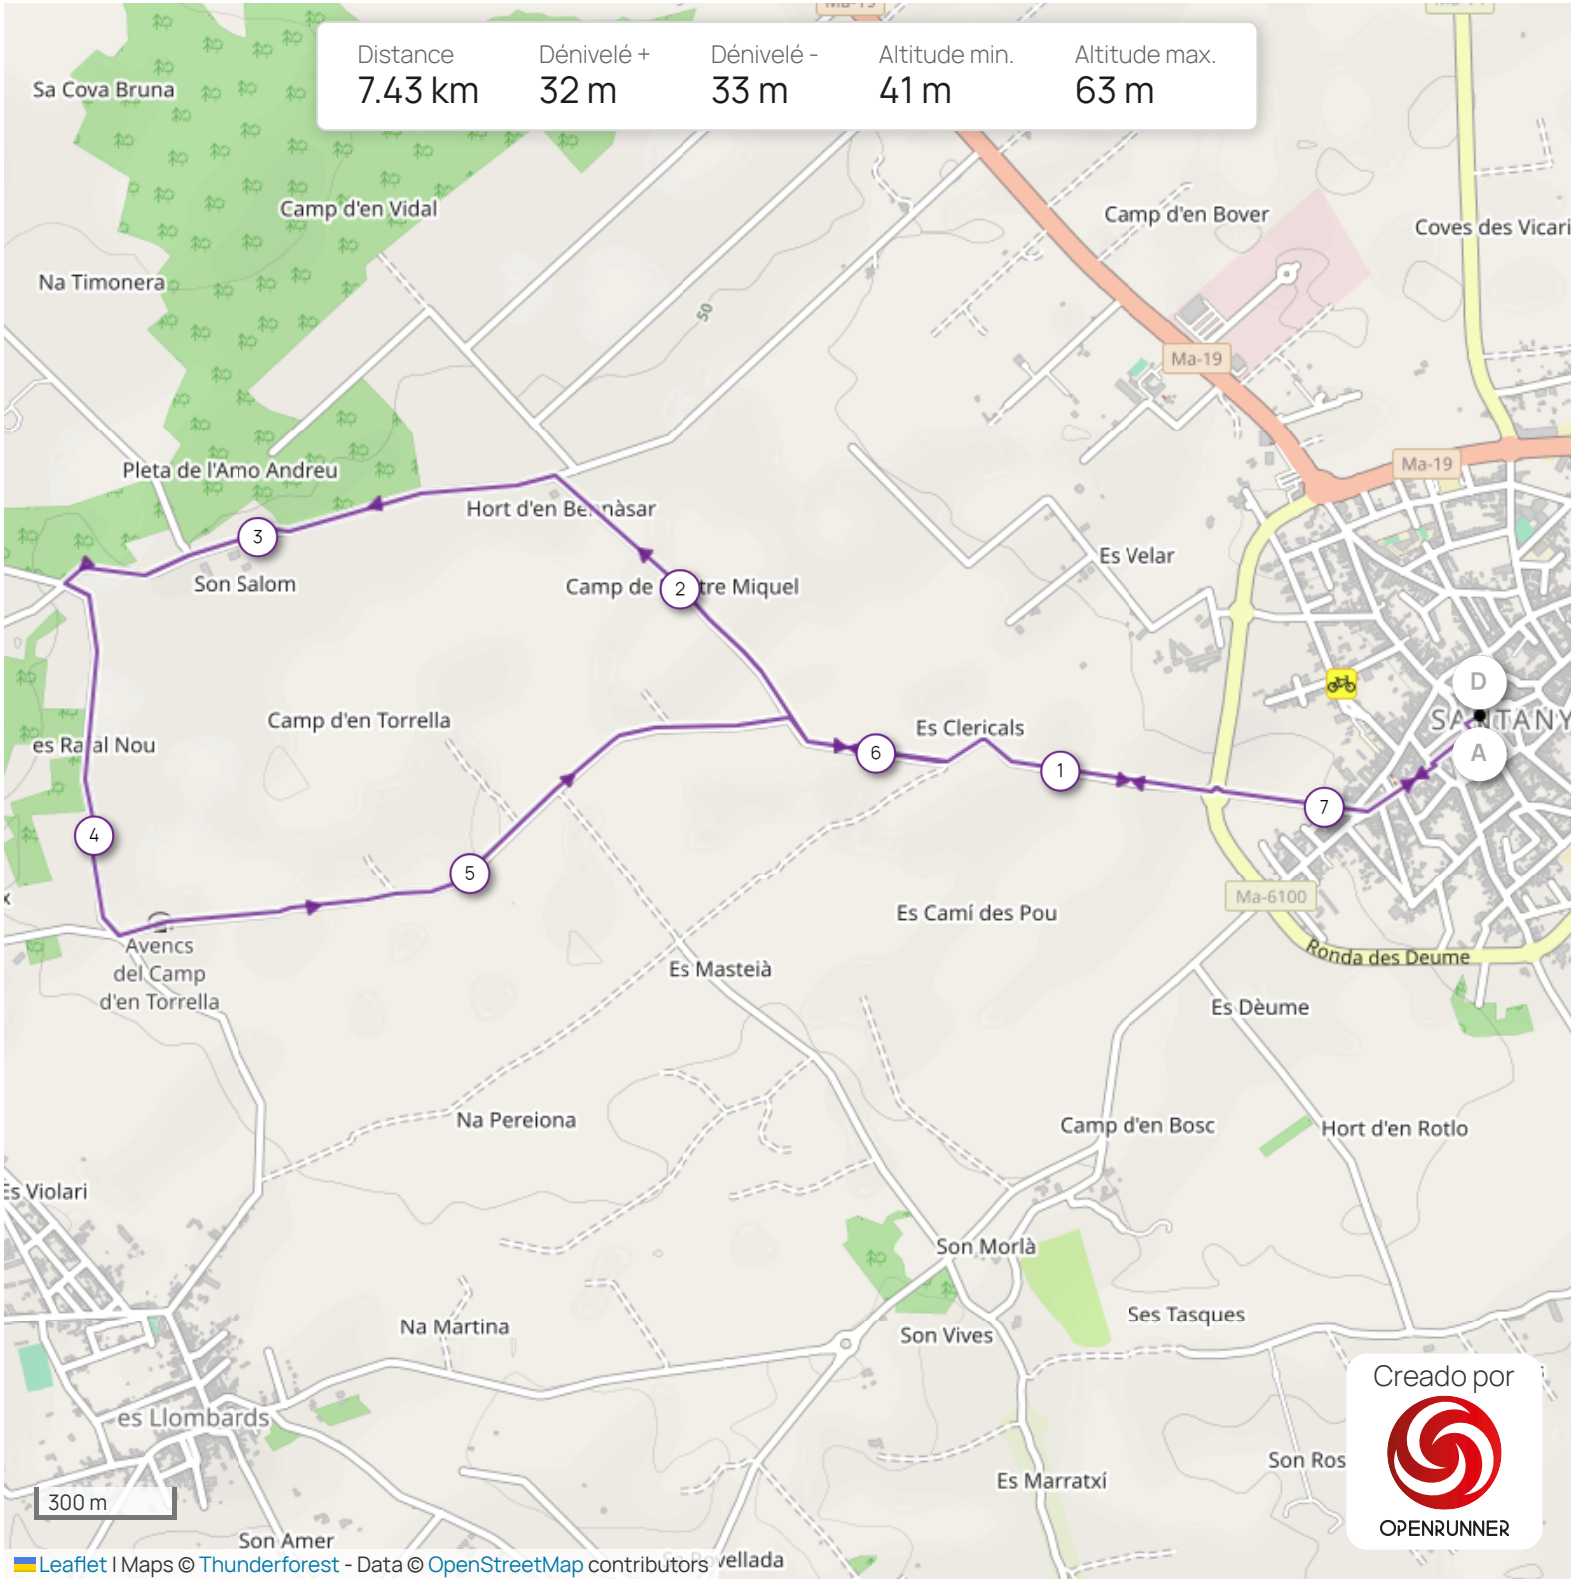 Distance
7.43 km
Dénivelé +
32 m
Dénivelé -
33 m
Altitude min.
41 m
Altitude max.
63 m
Sa Cova Bruna
Camp d'en Vidal
Camp d'en Bover
Coves des Vicari
Na Timonera
50
Ma-19
Pleta de l'Amo Andreu
Ma-19
Hort d'en Bennàsar
3
Son Salom
Camp de
tre Miquel
2
Es Velar
D
SANTANY
A
Camp d'en Torrella
es Rafal Nou
Es Clericals
6
1
7
4
5
Ma-6100
Es Camí des Pou
Ronda des Deume
Avencs
del Camp
d'en Torrella
Es Masteià
Es Dèume
Na Pereiona
Camp d'en Bosc
Hort d'en Rotlo
Es Violari
Son Morlà
Ses Tasques
Na Martina
Son Vives
es Llombards
Creado por
OPENRUNNER
Son Ros
Es Marratxí
300 m
Son Amer
vellada
Leaflet | Maps © Thunderforest - Data © OpenStreetMap contributors